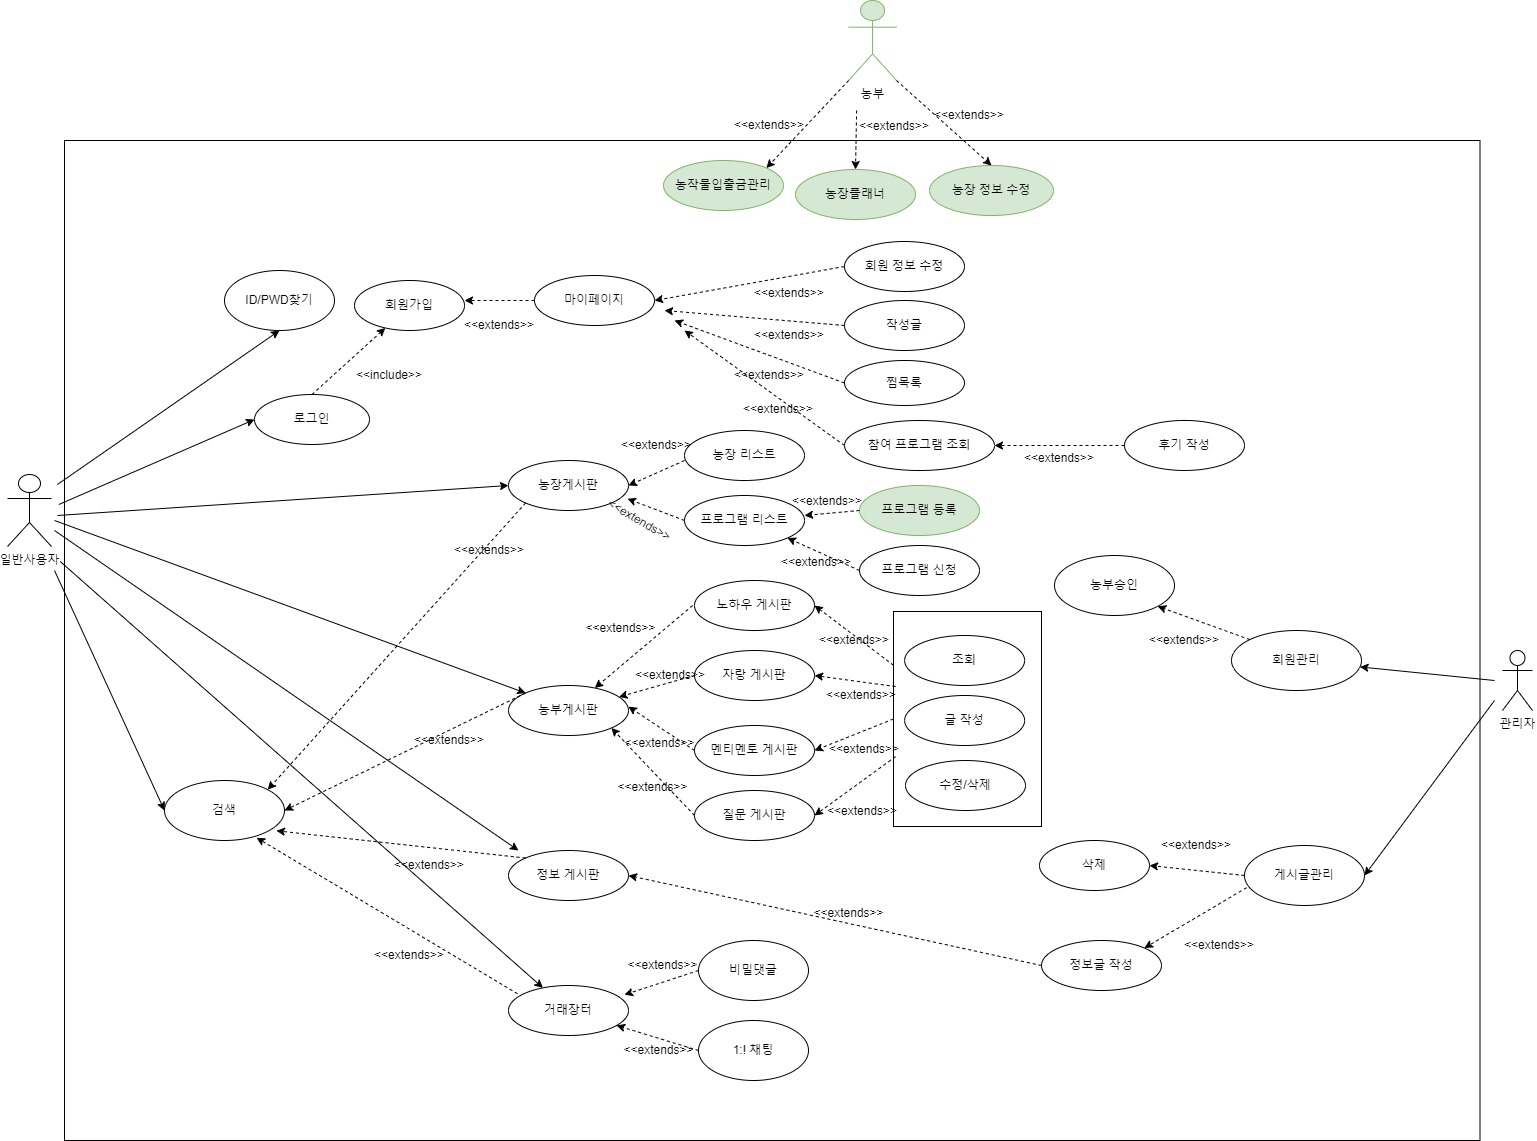 농부
<<extends>>
<<extends>>
<<extends>>
농작물입출금관리
농장플래너
농장 정보 수정
ID/PWD찾기
회원가입
<<extends>>
마이페이지
회원 정보 수정
<<extends>>
작성글
<<extends>>
찜목록
<<extends>>
<<include>>
로그인
<<extends>>
참여 프로그램 조회
<<extends>>
후기 작성
일반사용자
농장게시판
<<extends>>
농장 리스트
<<extends>>
프로그램 리스트
<<extends>>
프로그램 등록
<<extends>>
프로그램 신청
<<extends>>
농부승인
<<extends>>
회원관리
관리자
노하우 게시판
<<extends>>
<<extends>>
조회
자랑 게시판
<<extends>>
<<extends>>
글 작성
농부게시판
<<extends>>
멘티멘토 게시판
<<extends>>
<<extends>>
수정/삭제
질문 게시판
<<extends>>
<<extends>>
검색
<<extends>>
정보 게시판
<<extends>>
삭제
<<extends>>
게시글관리
<<extends>>
정보글 작성
<<extends>>
거래장터
<<extends>>
비밀댓글
<<extends>>
1:! 채팅